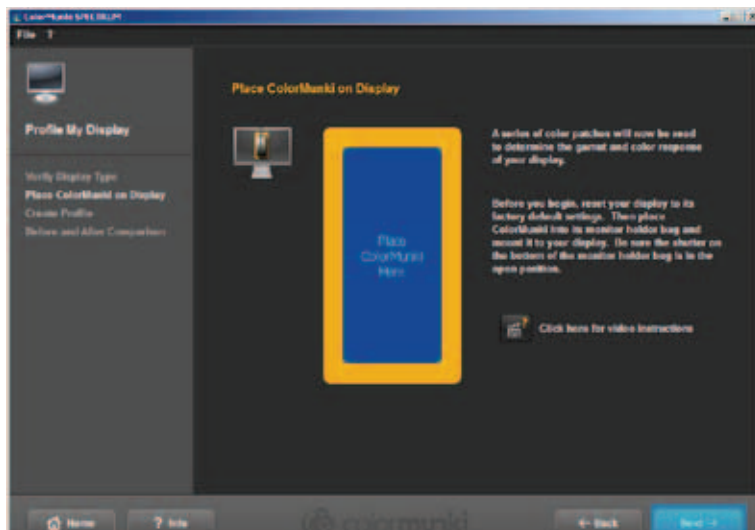 ColorMunki SPECTRUM
File ?
Profile My Display
Verify Display Type
Place ColorMunki on Display
Create Profile
Before and After Comparison
Place ColorMunki on Display
Place
ColorMunki
Here
A series of color patches will now be used
to determine the gamut and color response
of your display.
Before you begin, reset your display to its
factory default settings. Then place
ColorMunki into its monitor holder bag and
mount it to your display. Be sure the shutter on
the bottom of the monitor holder bag is in the
open position.
Click here for video instructions
Home
? Info
colormunki
← Back
Next →